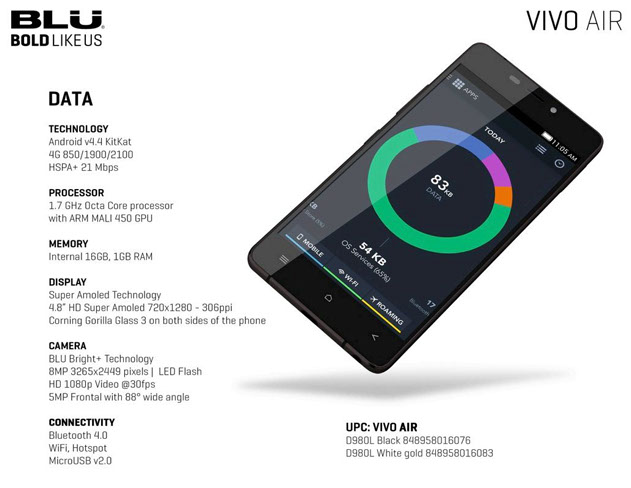 BLU
BOLD LIKE US
VIVO AIR
DATA
TECHNOLOGY
Android v4.4 KitKat
4G 850/1900/2100
HSPA+ 21 Mbps
PROCESSOR
1.7 GHz Octa Core processor
with ARM MALI 450 GPU
MEMORY
Internal 16GB, 1GB RAM
DISPLAY
Super Amoled Technology
4.8" HD Super Amoled 720x1280 - 306ppi
Corning Gorilla Glass 3 on both sides of the phone
CAMERA
BLU Bright+ Technology
8MP 3265x2449 pixels | LED Flash
HD 1080p Video @30fps
5MP Frontal with 88° wide angle
CONNECTIVITY
Bluetooth 4.0
WiFi, Hotspot
MicroUSB v2.0
11:05 AM
APPS
TODAY
83KB
DATA
54 KB
OS Services (65%)
17
MOBILE
WI-FI
ROAMING
UPC: VIVO AIR
D980L Black 848958016076
D980L White gold 848958016083